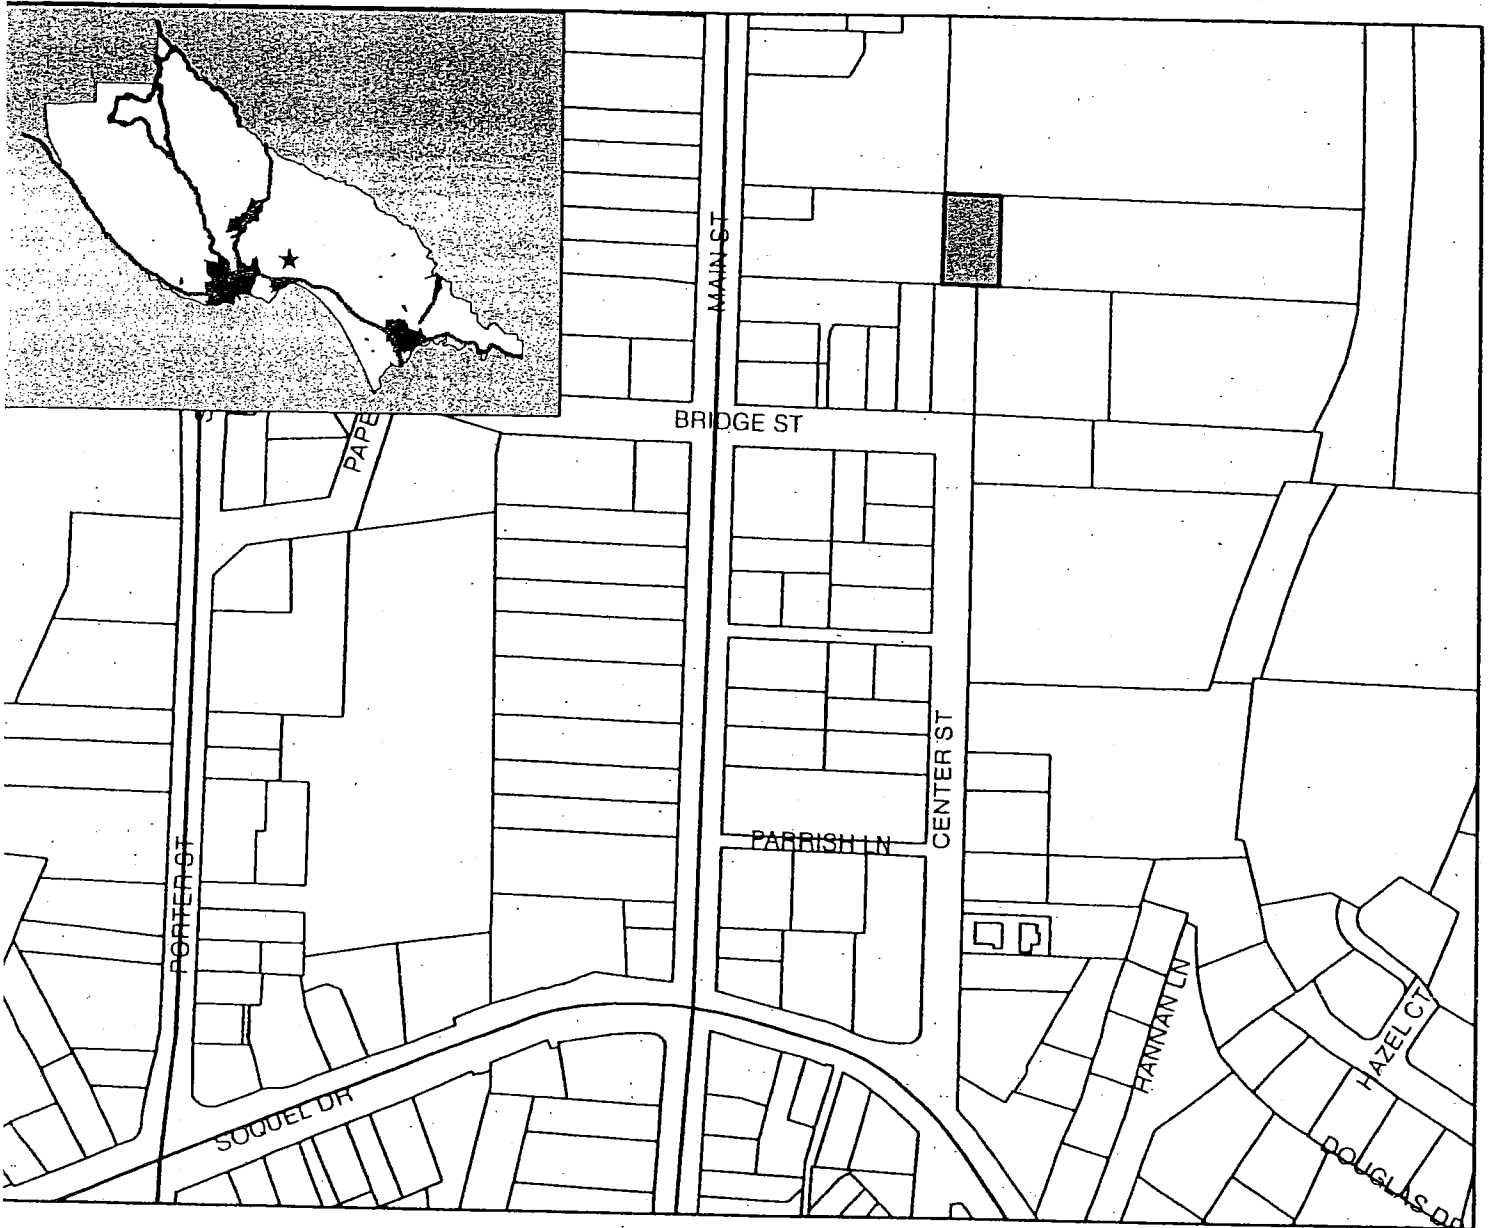 MAIN ST
BRIDGE ST
PAPE
CENTER ST
PARRISH LN
PORTER ST
HANNAN LN
HAZEL CT
SOQUEL DR
DOUGLAS DR